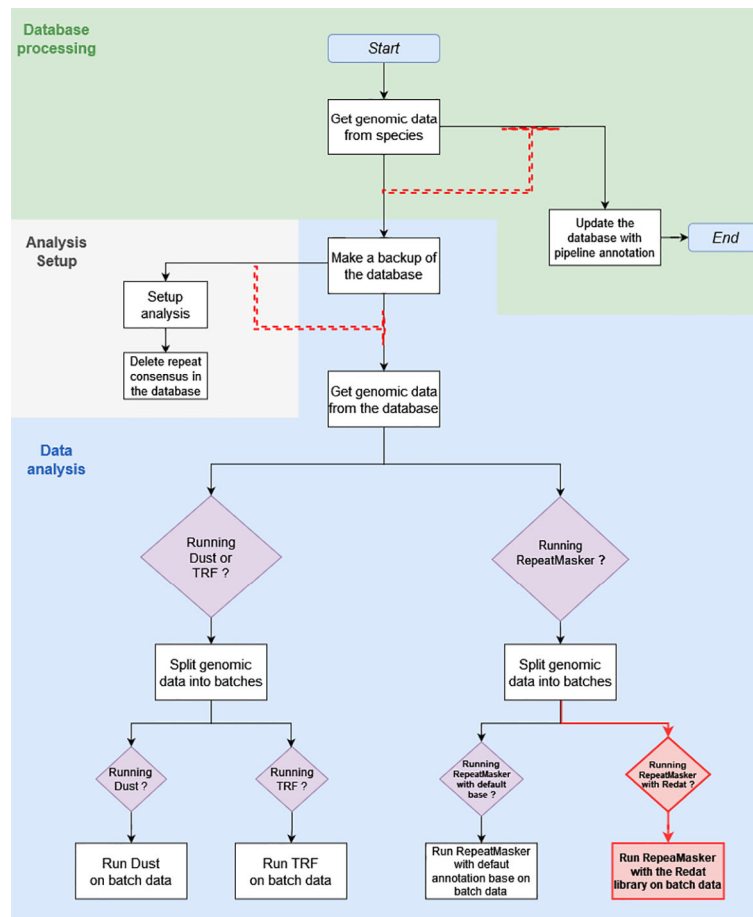 Database
processing
Start
Get genomic data
from species
Update the
database with
pipeline annotation
End
Analysis
Setup
Make a backup of
the database
Setup
analysis
Delete repeat
consensus in
the database
Get genomic data
from the database
Data
analysis
Running
Dust or
TRF ?
Running
RepeatMasker ?
Split genomic
data into batches
Split genomic
data into batches
Running
Dust ?
Running
TRF ?
Running
RepeatMasker
with default
base ?
Running
RepeatMasker
with Redat ?
Run Dust
on batch data
Run TRF
on batch data
Run RepeatMasker
with defaut
annotation base on
batch data
Run RepeaMasker
with the Redat
library on batch data